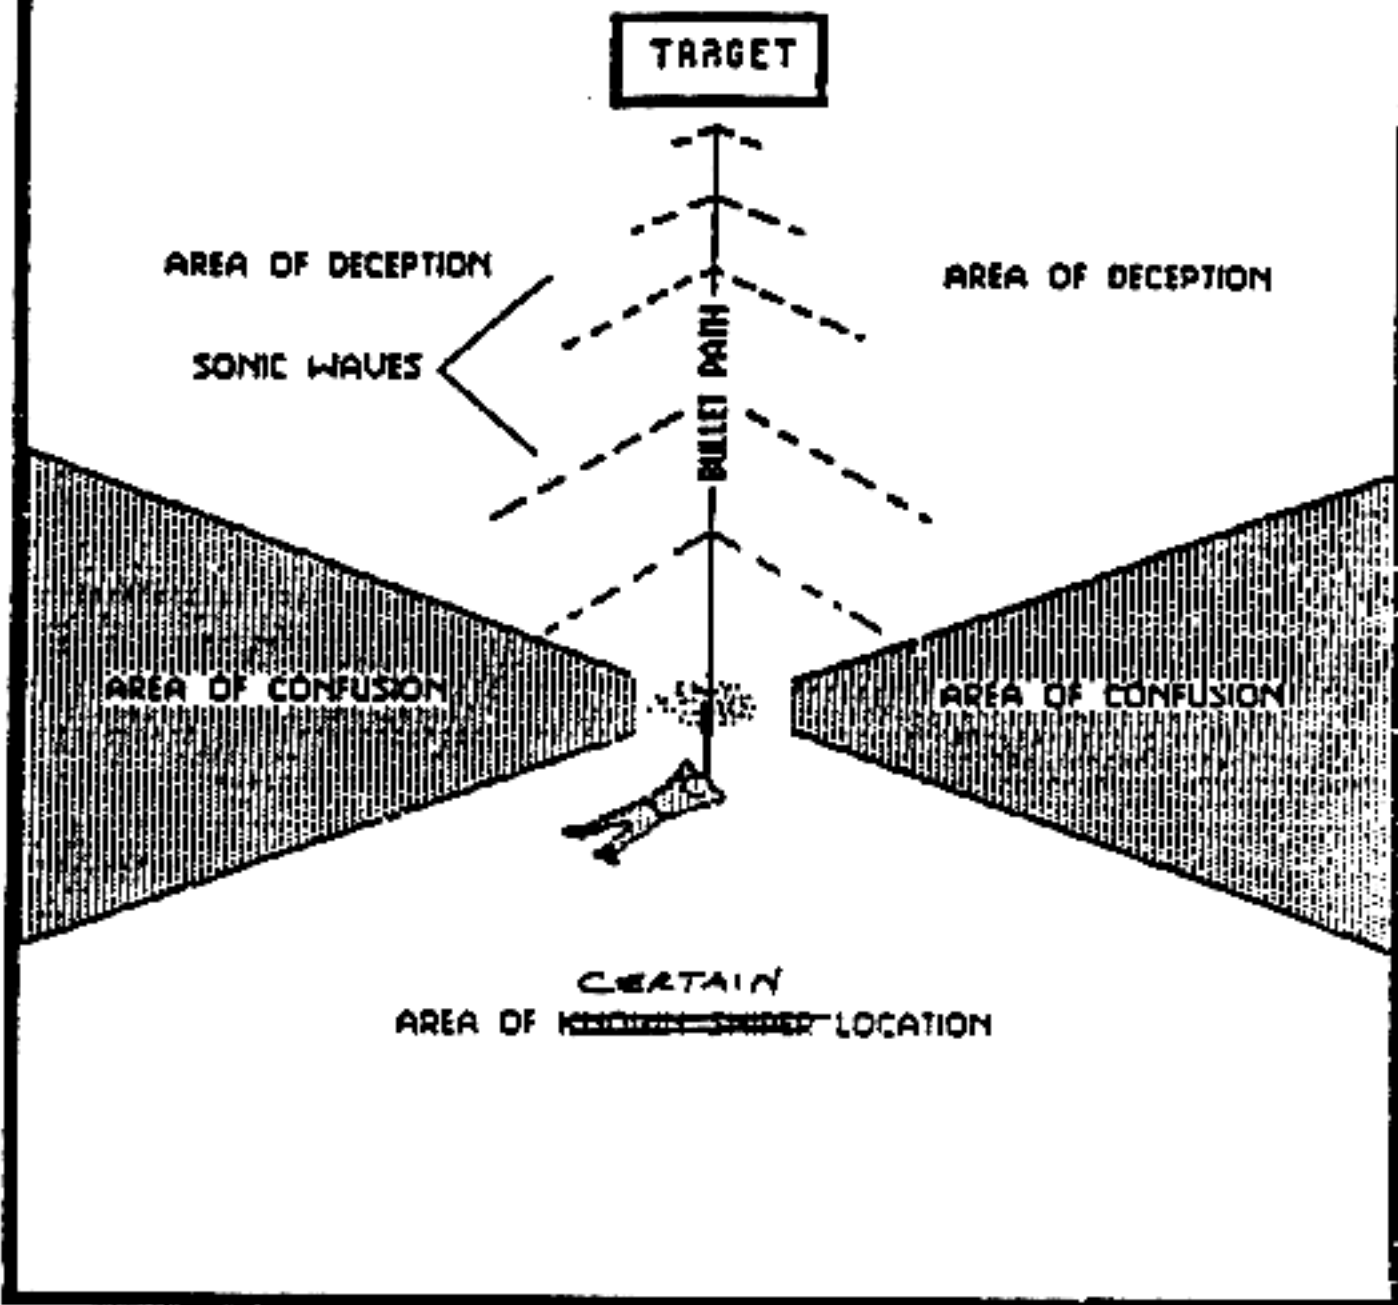 TARGET
AREA OF DECEPTION
AREA OF DECEPTION
SONIC WAVES
BULLET PATH
AREA OF CONFUSION
AREA OF CONFUSION
CERTAIN
AREA OF KNOWN SNIPER LOCATION